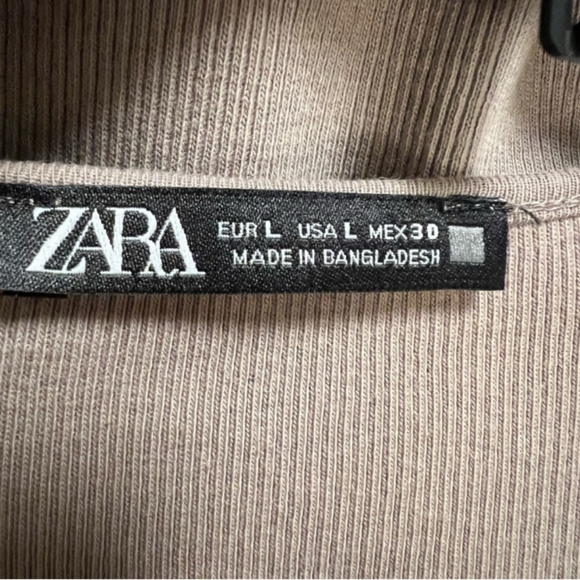 ZARA
EUR L USA L MEX 30
MADE IN BANGLADESH